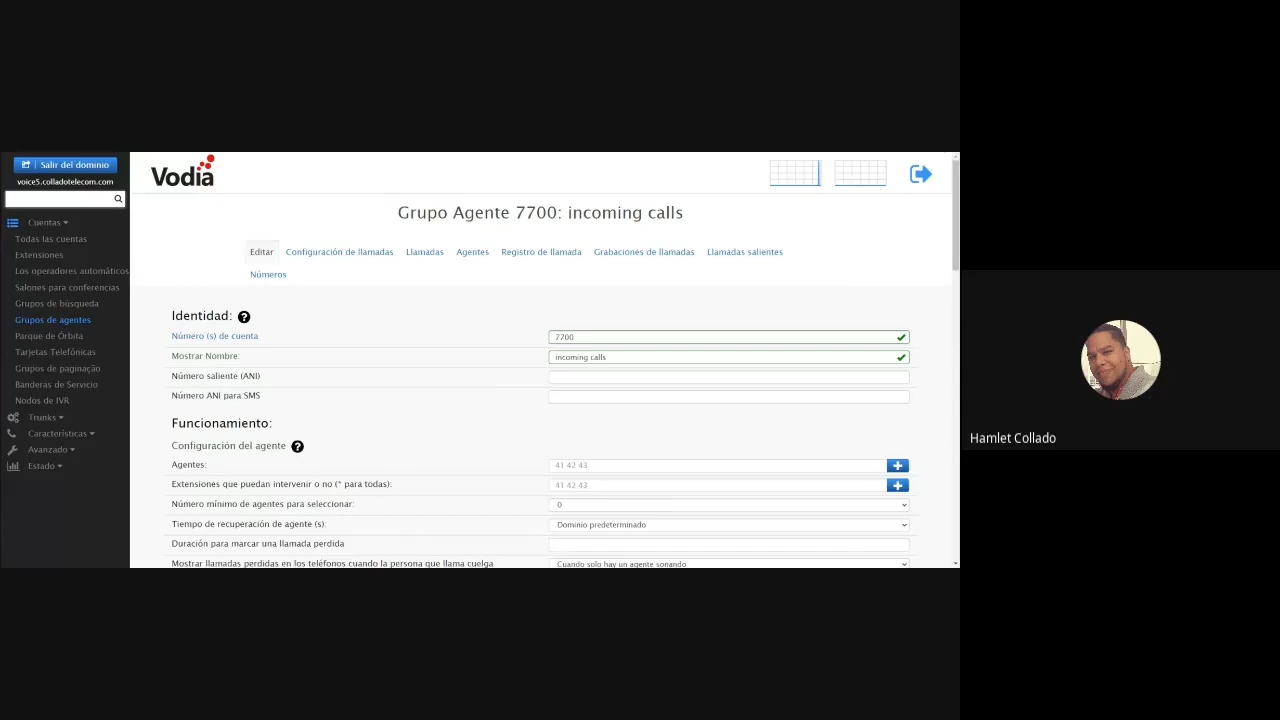 Salir del dominio
voice5.colladotelecom.com
Cuentas
Todas las cuentas
Extensiones
Los operadores automáticos
Salones para conferencias
Grupos de búsqueda
Grupos de agentes
Parque de Órbita
Tarjetas Telefónicas
Grupos de paginação
Banderas de Servicio
Nodos de IVR
Trunks
Características
Avanzado
Estado
Vodia
Grupo Agente 7700: incoming calls
Editar Configuración de llamadas Llamadas Agentes Registro de llamada Grabaciones de llamadas Llamadas salientes
Números
Identidad: ?
Número (s) de cuenta 7700
Mostrar Nombre: incoming calls
Número saliente (ANI)
Número ANI para SMS
Funcionamiento:
Configuración del agente ?
Agentes: 41 42 43
Extensiones que puedan intervenir o no (* para todas): 41 42 43
Número mínimo de agentes para seleccionar: 0
Tiempo de recuperación de agente (s): Dominio predeterminado
Duración para marcar una llamada perdida
Mostrar llamadas perdidas en los teléfonos cuando la persona que llama cuelga Cuando solo hay un agente sonando
Hamlet Collado